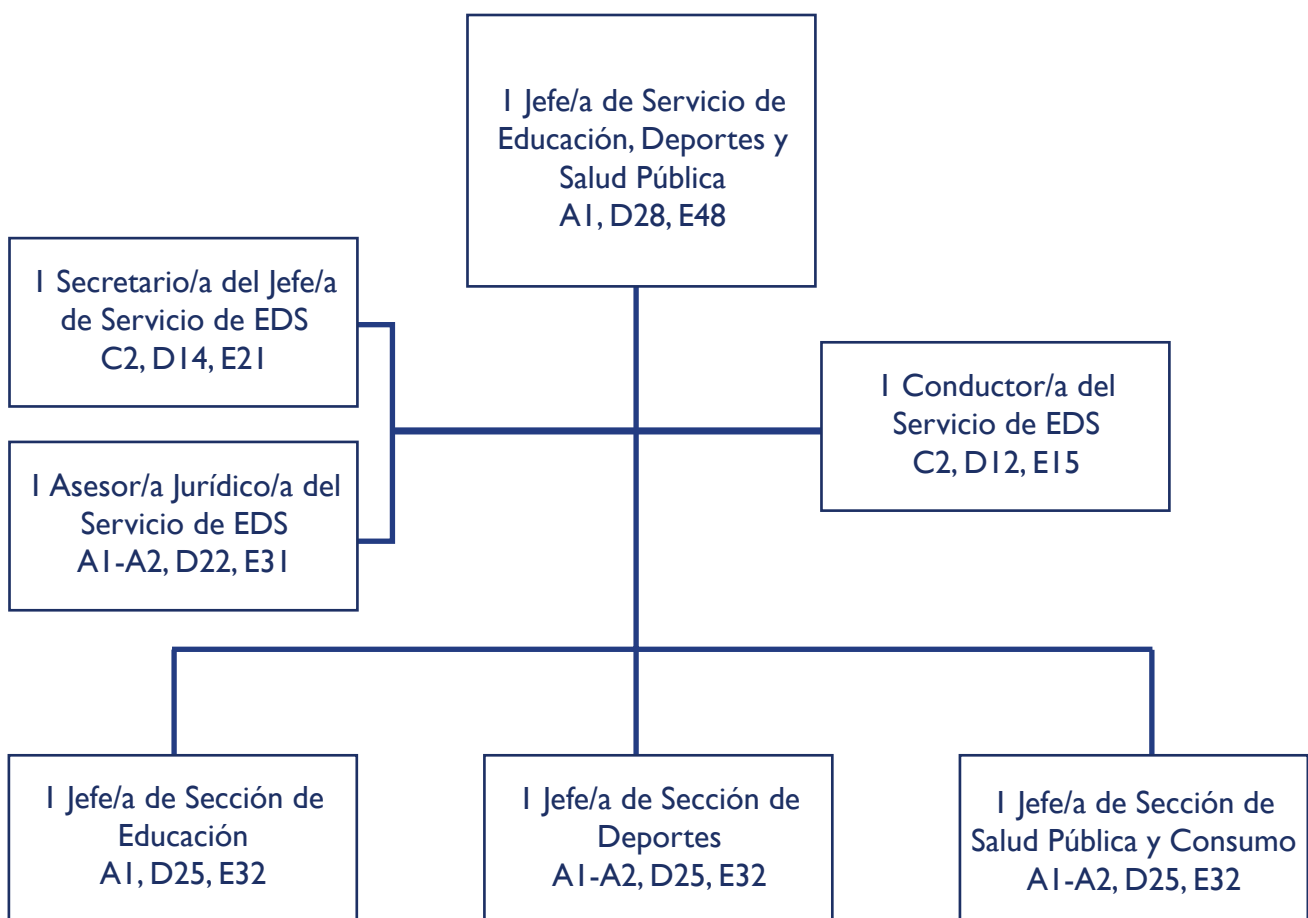 1 Jefe/a de Servicio de
Educación, Deportes y
Salud Pública
A1, D28, E48
1 Secretario/a del Jefe/a
de Servicio de EDS
C2, D14, E21
1 Conductor/a del
Servicio de EDS
C2, D12, E15
1 Asesor/a Jurídico/a del
Servicio de EDS
A1-A2, D22, E31
1 Jefe/a de Sección de
Educación
A1, D25, E32
1 Jefe/a de Sección de
Deportes
A1-A2, D25, E32
1 Jefe/a de Sección de
Salud Pública y Consumo
A1-A2, D25, E32